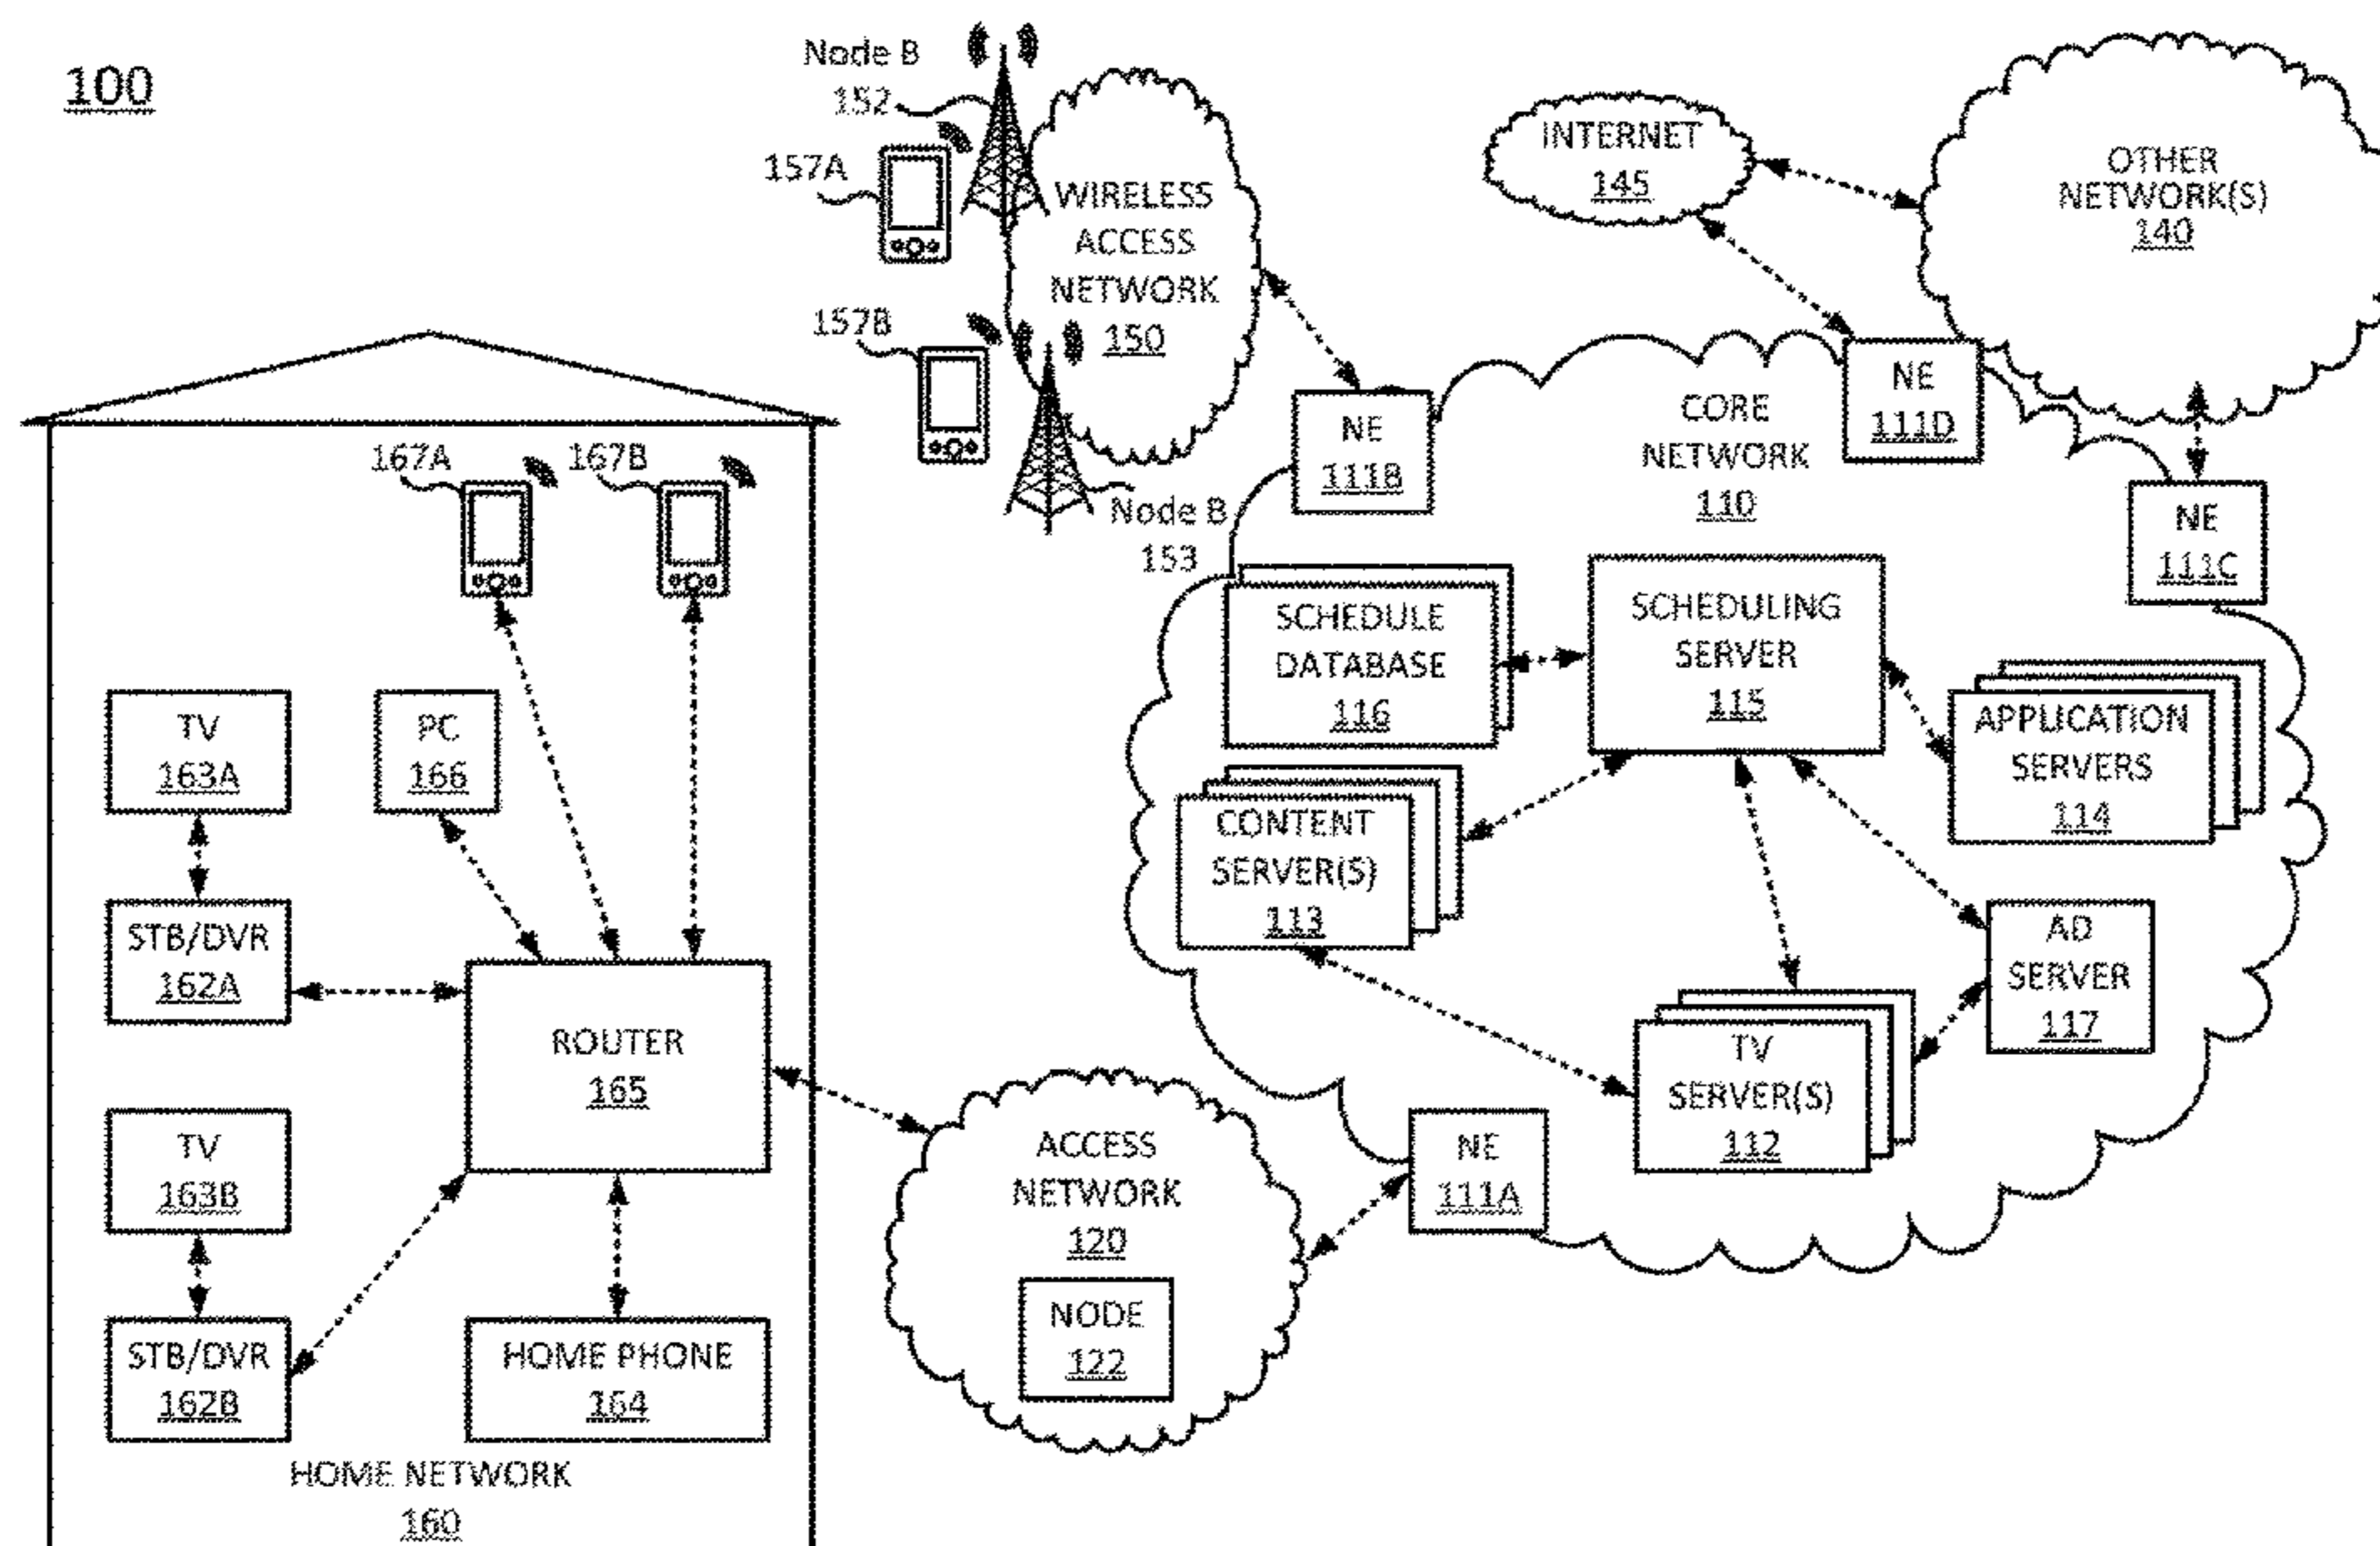 100
Node B
152
157A
157B
WIRELESS
ACCESS
NETWORK
150
Node B
153
INTERNET
145
OTHER
NETWORK(S)
140
NE
111B
CORE
NETWORK
110
NE
111D
NE
111C
SCHEDULE
DATABASE
116
SCHEDULING
SERVER
115
APPLICATION
SERVERS
114
CONTENT
SERVER(S)
113
AD
SERVER
117
TV
SERVER(S)
112
NE
111A
ACCESS
NETWORK
120
NODE
122
167A
167B
TV
163A
PC
166
STB/DVR
162A
ROUTER
165
TV
163B
STB/DVR
162B
HOME PHONE
164
HOME NETWORK
160